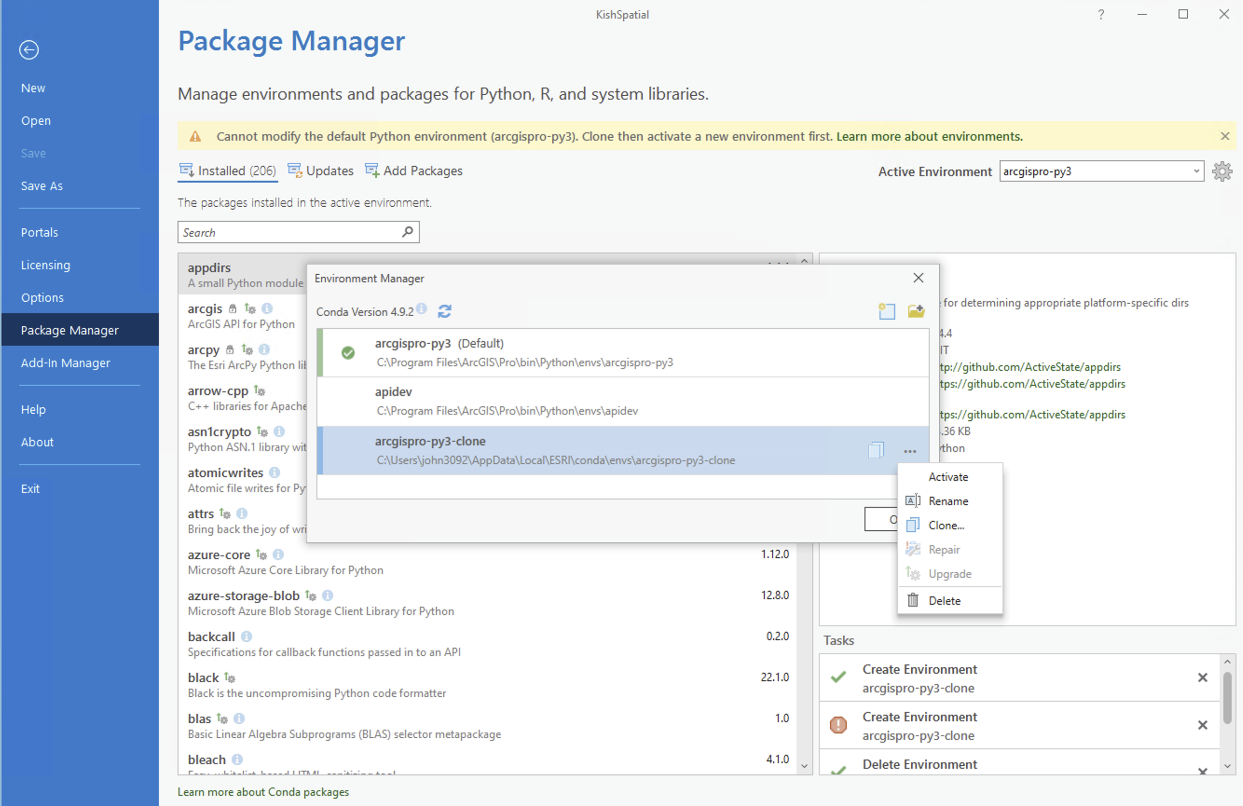 KishSpatial
?
Package Manager
Manage environments and packages for Python, R, and system libraries.
Cannot modify the default Python environment (arcgispro-py3). Clone then activate a new environment first. Learn more about environments.
New
Open
Save
Save As
Portals
Licensing
Options
Package Manager
Add-In Manager
Help
About
Exit
Installed (206)
Updates
Add Packages
Active Environment
arcgispro-py3
The packages installed in the active environment.
Search
appdirs
A small Python module
arcgis
ArcGIS API for Python
arcpy
The Esri ArcPy Python
arrow-cpp
C++ libraries for Apache
asn1crypto
Python ASN.1 library
atomicwrites
Atomic file writes for
attrs
Bring back the joy of
azure-core
1.12.0
Microsoft Azure Core Library for Python
azure-storage-blob
12.8.0
Microsoft Azure Blob Storage Client Library for Python
backcall
0.2.0
Specifications for callback functions passed in to an API
black
22.1.0
Black is the uncompromising Python code formatter
blas
1.0
Basic Linear Algebra Subprograms (BLAS) selector metapackage
bleach
4.1.0
Easy, whitelist-based HTML-sanitizing tool
Learn more about Conda packages
Environment Manager
Conda Version 4.9.2
arcgispro-py3 (Default)
C:\Program Files\ArcGIS\Pro\bin\Python\envs\arcgispro-py3
apidev
C:\Program Files\ArcGIS\Pro\bin\Python\envs\apidev
arcgispro-py3-clone
C:\Users\john3092\AppData\Local\ESRI\conda\envs\arcgispro-py3-clone
Activate
Rename
Clone...
Repair
Upgrade
Delete
for determining appropriate platform-specific dirs
4.4
IT
tp://github.com/ActiveState/appdirs
tps://github.com/ActiveState/appdirs
tps://github.com/ActiveState/appdirs
.36 KB
thon
Tasks
Create Environment
arcgispro-py3-clone
Create Environment
arcgispro-py3-clone
Delete Environment